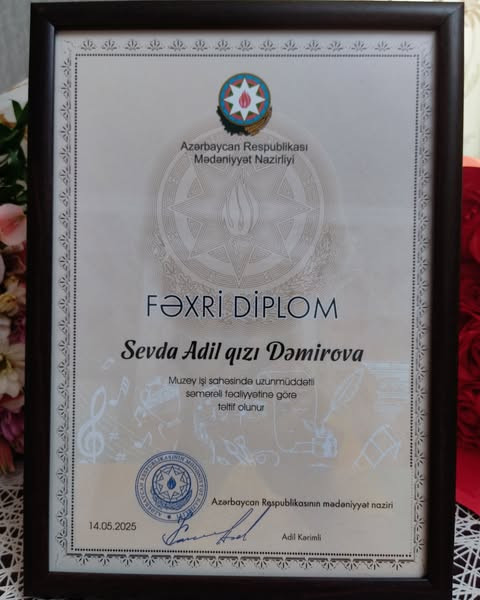 Azərbaycan Respublikası
Mədəniyyət Nazirliyi
FƏXRİ DİPLOM
Sevda Adil qızı Dəmirova
Muzey işi sahəsində uzunmüddətli
səmərəli fəaliyyətinə görə
təltif olunur
Azərbaycan Respublikasının mədəniyyət naziri
14.05.2025
Adil Kərimli